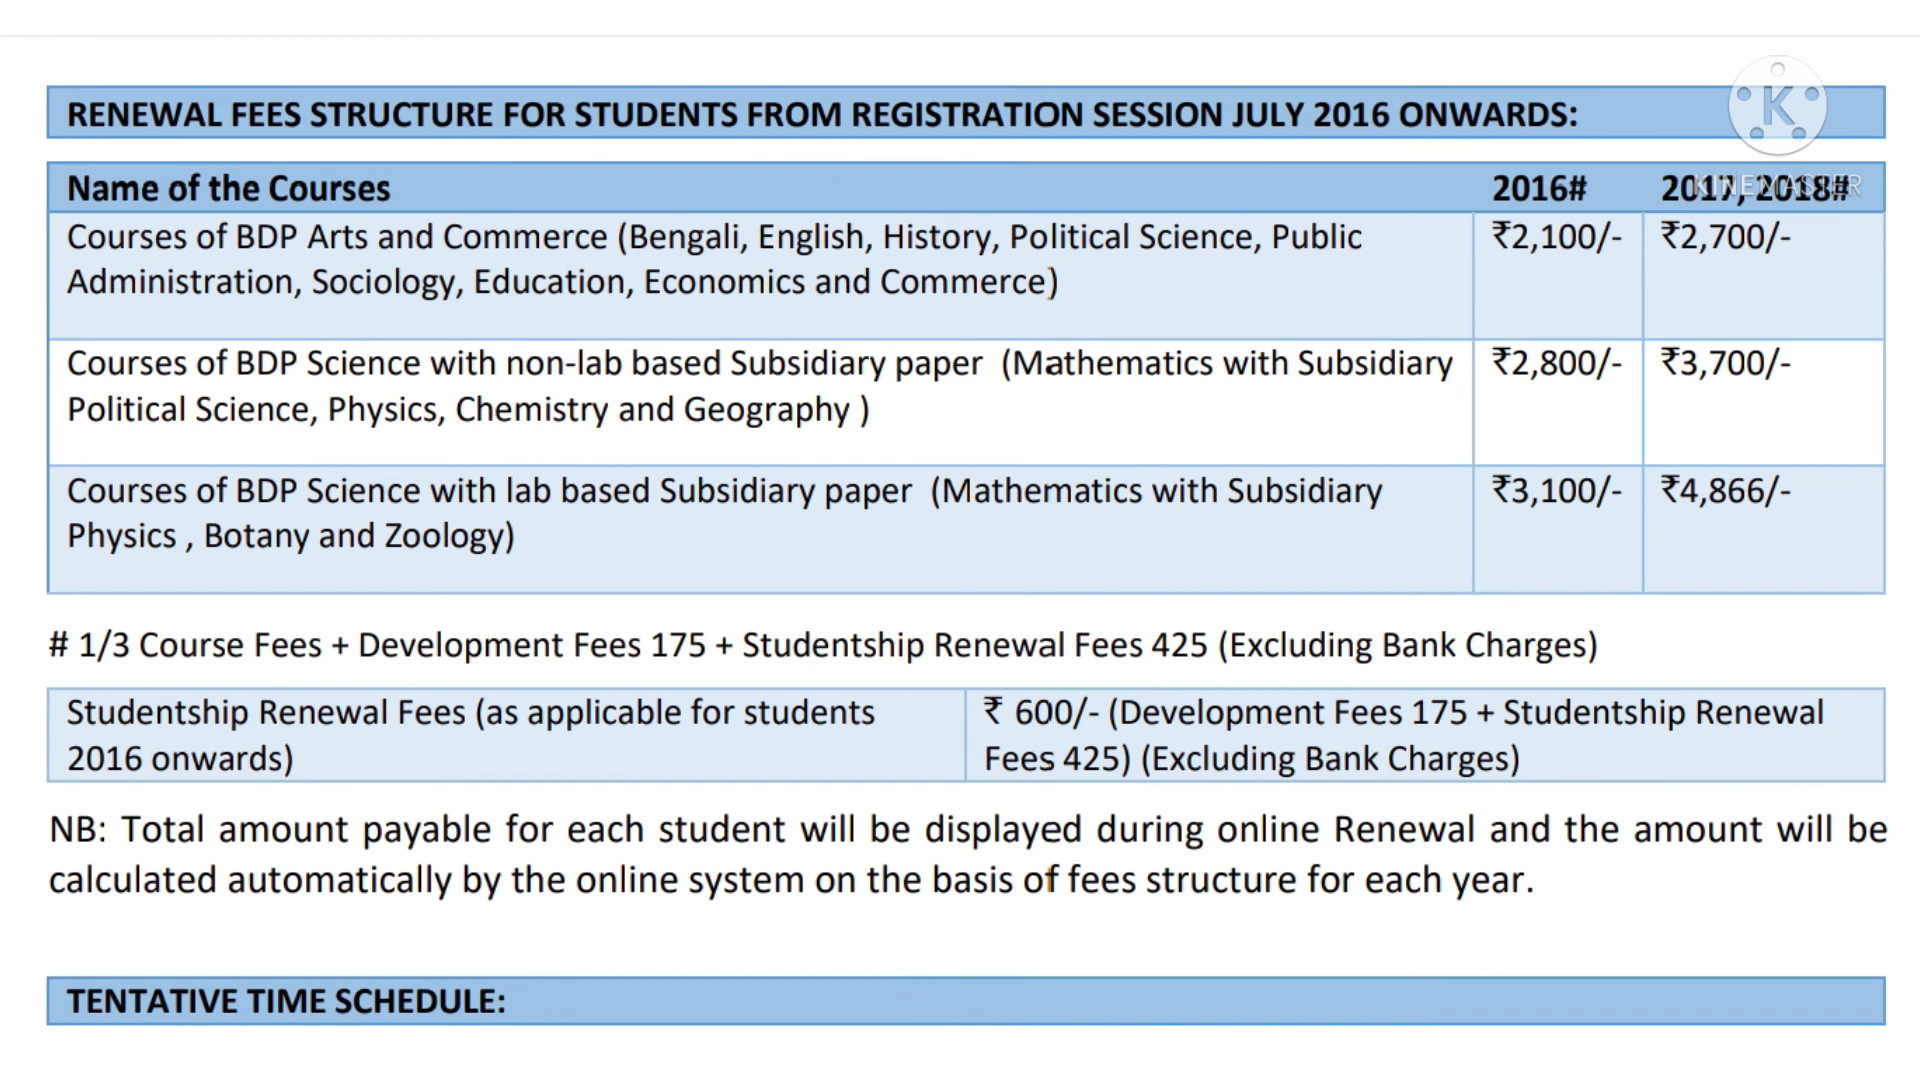 RENEWAL FEES STRUCTURE FOR STUDENTS FROM REGISTRATION SESSION JULY 2016 ONWARDS:
K
KINEMASTER
Name of the Courses 2016# 2017, 2018#
Courses of BDP Arts and Commerce (Bengali, English, History, Political Science, Public ₹2,100/- ₹2,700/-
Administration, Sociology, Education, Economics and Commerce)
Courses of BDP Science with non-lab based Subsidiary paper (Mathematics with Subsidiary ₹2,800/- ₹3,700/-
Political Science, Physics, Chemistry and Geography )
Courses of BDP Science with lab based Subsidiary paper (Mathematics with Subsidiary ₹3,100/- ₹4,866/-
Physics , Botany and Zoology)
# 1/3 Course Fees + Development Fees 175 + Studentship Renewal Fees 425 (Excluding Bank Charges)
Studentship Renewal Fees (as applicable for students ₹ 600/- (Development Fees 175 + Studentship Renewal
2016 onwards) Fees 425) (Excluding Bank Charges)
NB: Total amount payable for each student will be displayed during online Renewal and the amount will be
calculated automatically by the online system on the basis of fees structure for each year.
TENTATIVE TIME SCHEDULE: